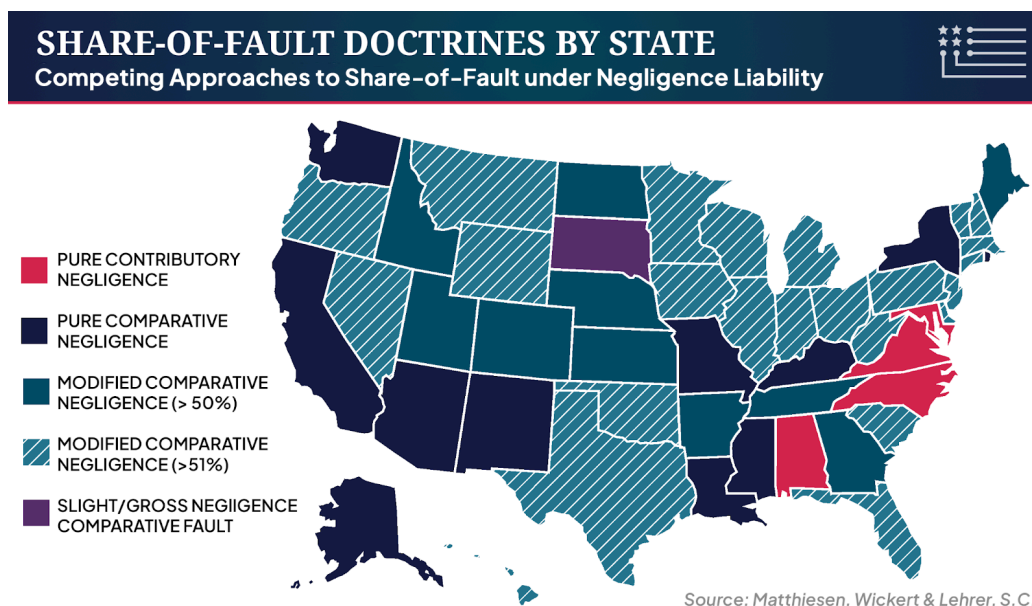 SHARE-OF-FAULT DOCTRINES BY STATE
Competing Approaches to Share-of-Fault under Negligence Liability
PURE CONTRIBUTORY
NEGLIGENCE
PURE COMPARATIVE
NEGLIGENCE
MODIFIED COMPARATIVE
NEGLIGENCE (> 50%)
MODIFIED COMPARATIVE
NEGLIGENCE (>51%)
SLIGHT/GROSS NEGIIGENCE
COMPARATIVE FAULT
Source: Matthiesen, Wickert & Lehrer, S.C